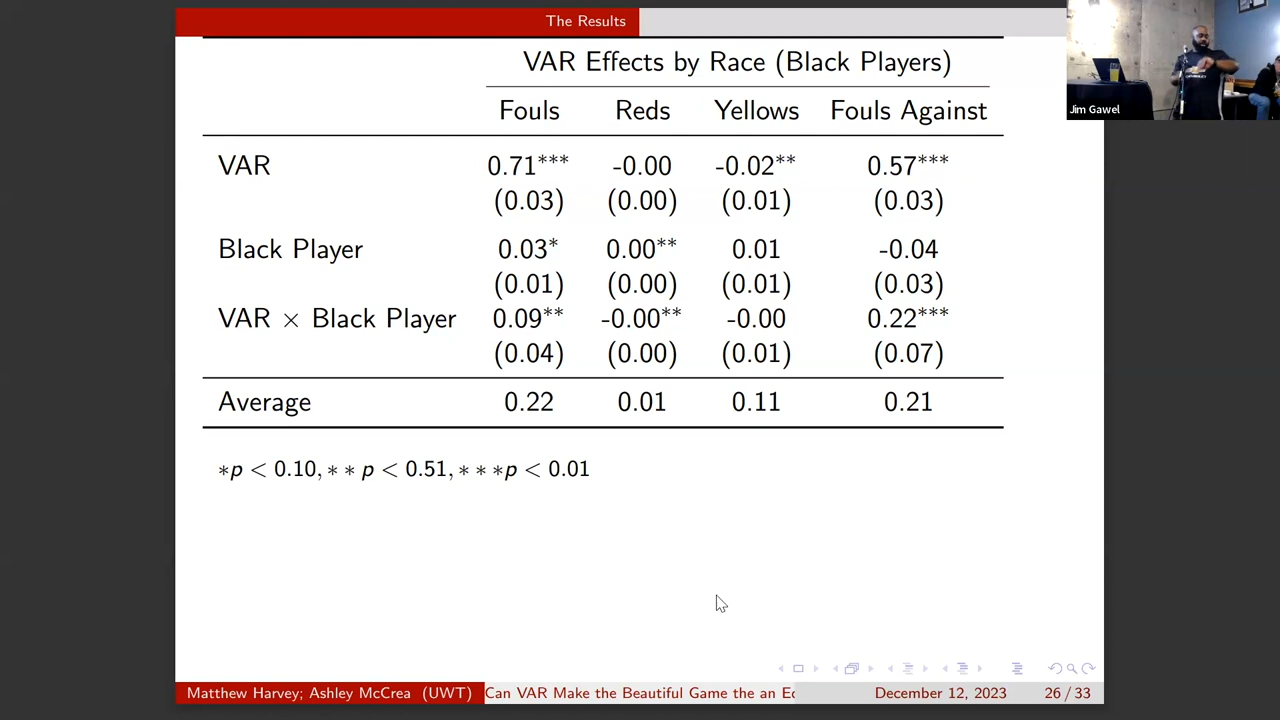 The Results
VAR Effects by Race (Black Players)
Fouls Reds Yellows Fouls Against
VAR 0.71*** -0.00 -0.02** 0.57***
(0.03) (0.00) (0.01) (0.03)
Black Player 0.03* 0.00** 0.01 -0.04
(0.01) (0.00) (0.01) (0.03)
VAR × Black Player 0.09** -0.00** -0.00 0.22***
(0.04) (0.00) (0.01) (0.07)
Average 0.22 0.01 0.11 0.21
*p < 0.10, ** p < 0.51, ***p < 0.01
Matthew Harvey; Ashley McCrea (UWT) Can VAR Make the Beautiful Game the an Ec December 12, 2023 26 / 33
Jim Gawel